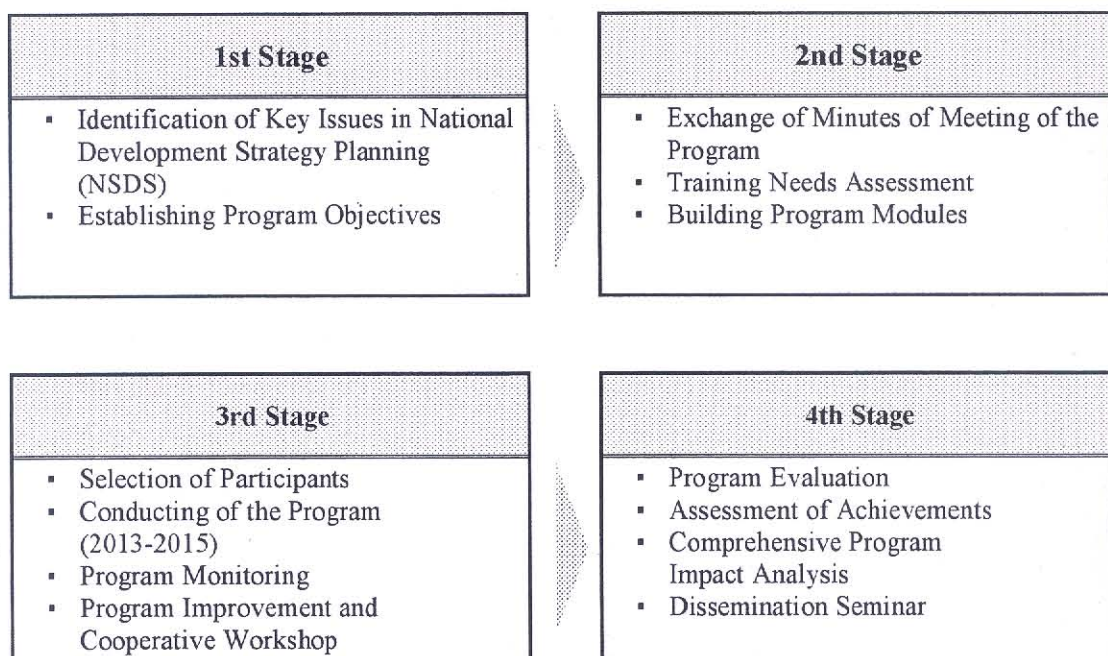 1st Stage
▪ Identification of Key Issues in National
Development Strategy Planning
(NSDS)
▪ Establishing Program Objectives
2nd Stage
▪ Exchange of Minutes of Meeting of the
Program
▪ Training Needs Assessment
▪ Building Program Modules
3rd Stage
▪ Selection of Participants
▪ Conducting of the Program
(2013-2015)
▪ Program Monitoring
▪ Program Improvement and
Cooperative Workshop
4th Stage
▪ Program Evaluation
▪ Assessment of Achievements
▪ Comprehensive Program
Impact Analysis
▪ Dissemination Seminar